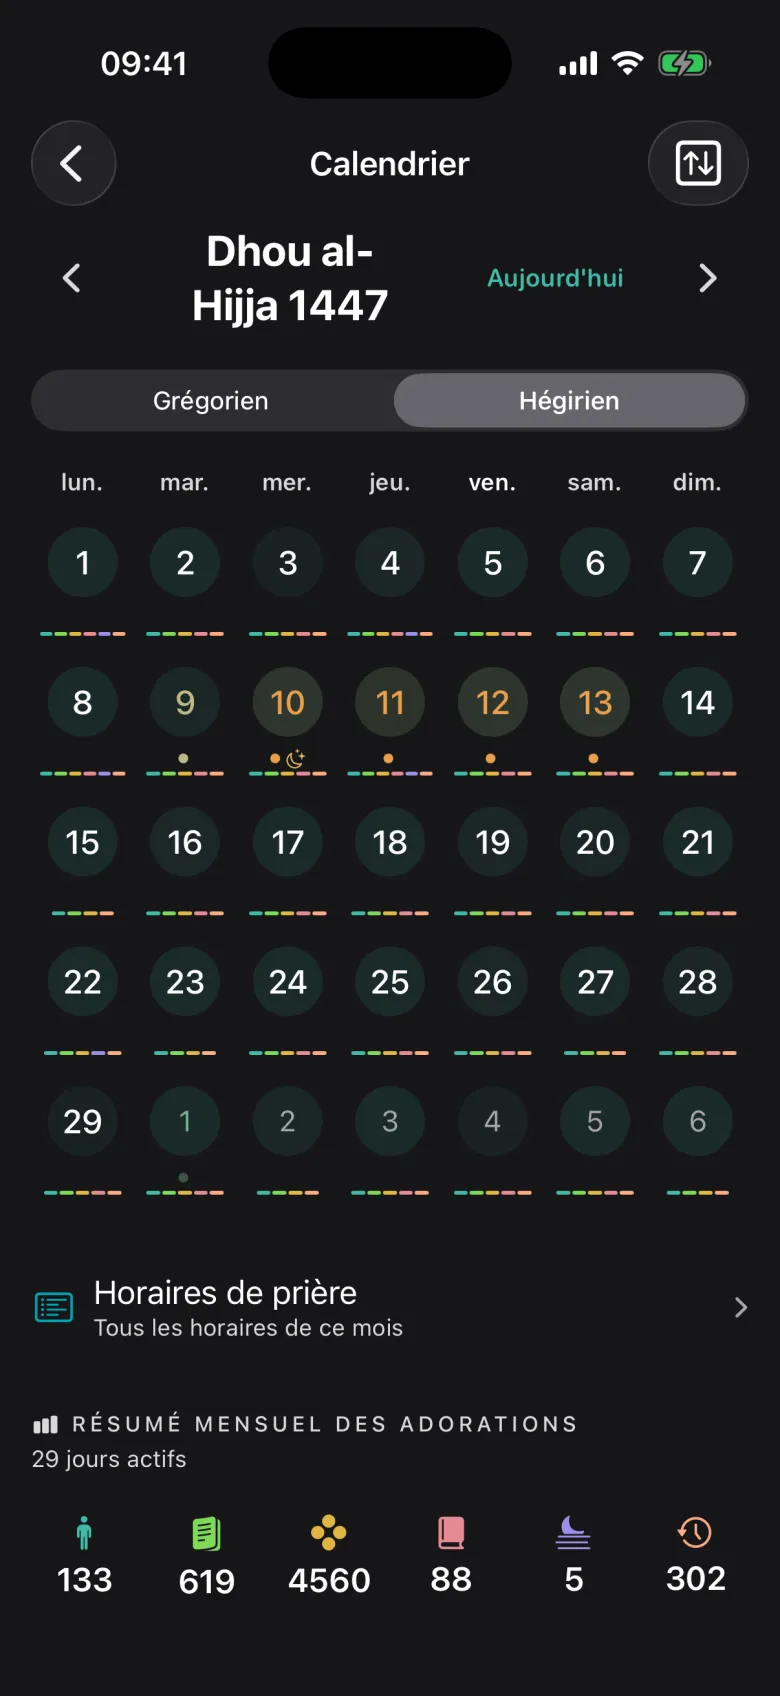 09:41
Calendrier
Dhou al-
Hijja 1447
Aujourd'hui
Grégorien
Hégirien
lun. mar. mer. jeu. ven. sam. dim.
1 2 3 4 5 6 7
8 9 10 11 12 13 14
15 16 17 18 19 20 21
22 23 24 25 26 27 28
29 1 2 3 4 5 6
Horaires de prière
Tous les horaires de ce mois
RÉSUMÉ MENSUEL DES ADORATIONS
29 jours actifs
133 619 4560 88 5 302